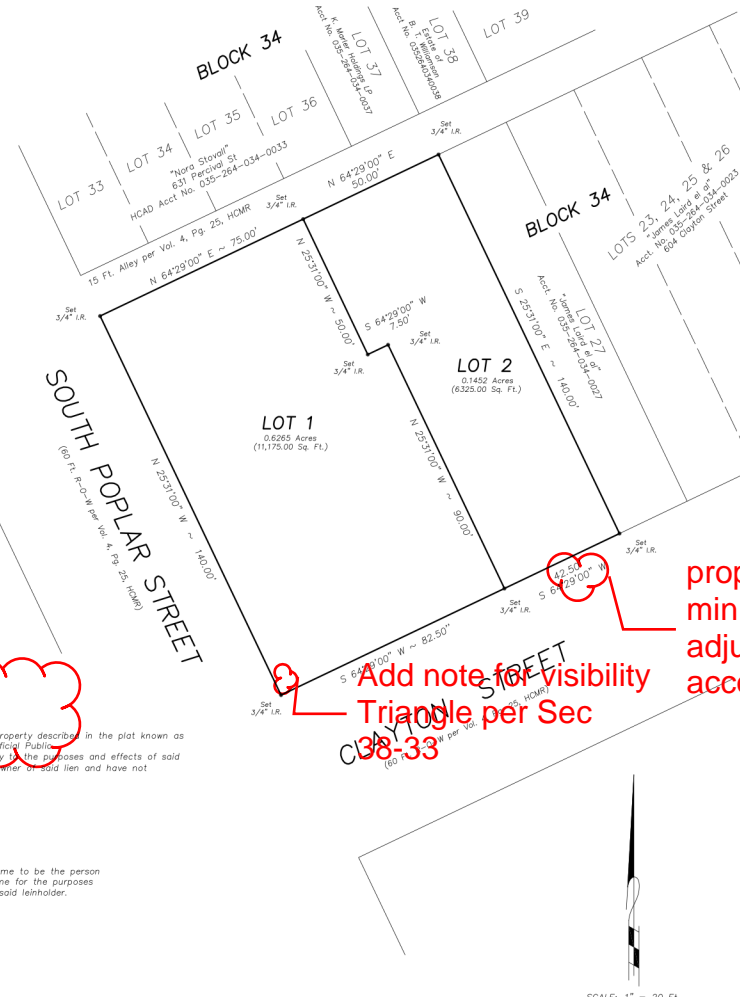 BLOCK 34
LOT 37
K. Marler Holdings LP
Acct No. 035-264-034-0037
LOT 38
Estate of
B. T. Williamson
0352640340038
LOT 39
LOT 33
LOT 34
LOT 35
LOT 36
"Nora Stovall"
631 Percival St
HCAD Acct No. 035-264-034-0033
15 Ft. Alley per Vol. 4, Pg. 25, HCMR
Set
3/4" I.R.
N 64°29'00" E
50.00'
Set
3/4" I.R.
N 64°29'00" E ~ 75.00'
Set
3/4" I.R.
BLOCK 34
LOTS 23, 24, 25 & 26
"James Laird el al"
Acct. No. 035-264-034-0023
604 Clayton Street
LOT 27
"James Laird el al"
Acct. No. 035-264-034-0027
N 25°31'00" W ~ 50.00'
S 64°29'00" W
7.50'
Set
3/4" I.R.
Set
3/4" I.R.
S 25°31'00" E ~ 140.00'
LOT 2
0.1452 Acres
(6325.00 Sq. Ft.)
LOT 1
0.6265 Acres
(11,175.00 Sq. Ft.)
N 25°31'00" W ~ 90.00'
SOUTH POPLAR STREET
(60 Ft. R-O-W per Vol. 4, Pg. 25, HCMR)
N 25°31'00" W ~ 140.00'
Set
3/4" I.R.
42.50'
S 64°29'00" W
Set
3/4" I.R.
S 64°29'00" W ~ 82.50'
Set
3/4" I.R.
prop
min
adju
acce
Add note for visibility
Triangle per Sec
38-33
CLAYTON STREET
(60 Ft. R-O-W per Vol. 4, Pg. 25, HCMR)
roperty described in the plat known as
ficial Public
y to the purposes and effects of said
wner of said lien and have not
me to be the person
me for the purposes
said leinholder.
SCALE: 1" = 20 Ft.